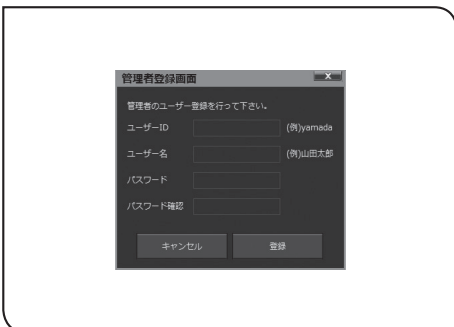 管理者登録画面 x
管理者のユーザー登録を行って下さい。
ユーザーID (例)yamada
ユーザー名 (例)山田太郎
パスワード
パスワード確認
キャンセル 登録